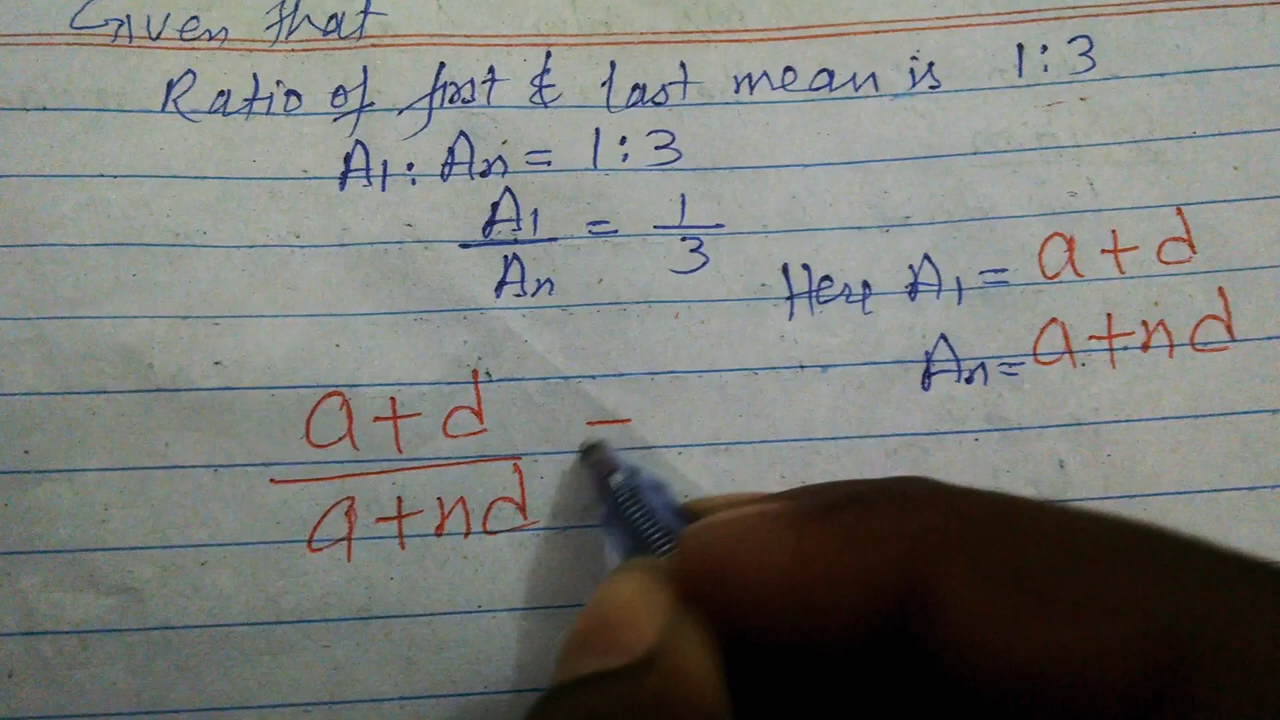 Given that
Ratio of first & last mean is 1:3
A1 : An = 1:3
A1/An = 1/3
Here A1 = a+d
An = a+nd
a+d/a+nd -